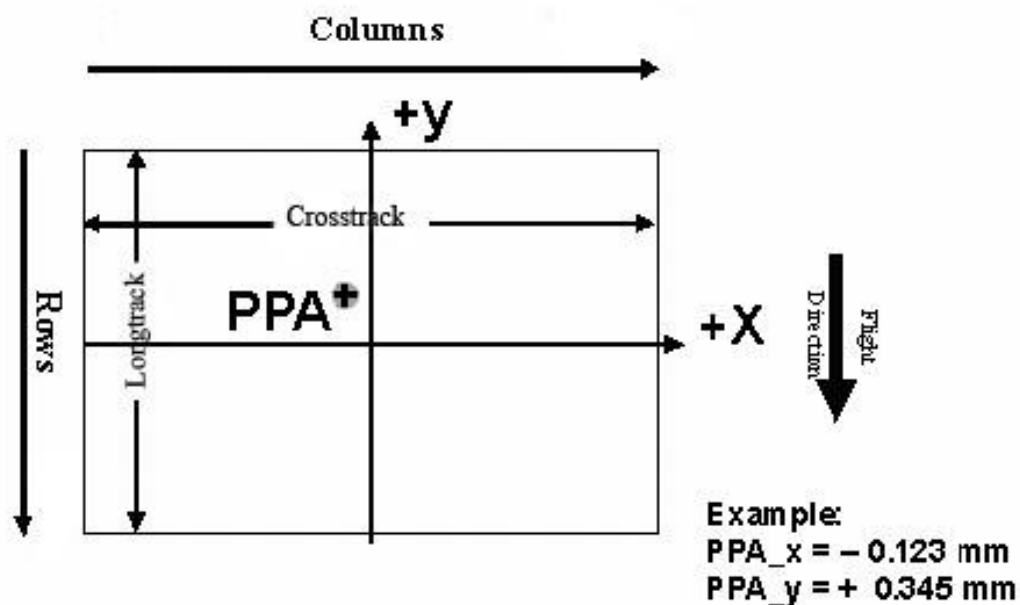 Columns
+y
Crosstrack
Longtrack
Rows
PPA
+X
Flight
Direction
Example:
PPA_x = – 0.123 mm
PPA_y = + 0.345 mm